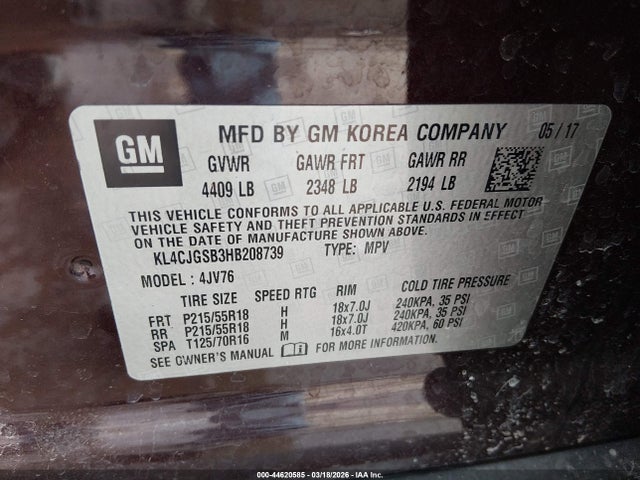 GM MFD BY GM KOREA COMPANY 05/17
GVWR GAWR FRT GAWR RR
4409 LB 2348 LB 2194 LB
THIS VEHICLE CONFORMS TO ALL APPLICABLE U.S. FEDERAL MOTOR
VEHICLE SAFETY AND THEFT PREVENTION STANDARDS IN EFFECT
ON THE DATE OF MANUFACTURE SHOWN ABOVE.
KL4CJGSB3HB208739 TYPE: MPV
MODEL : 4JV76
TIRE SIZE SPEED RTG RIM COLD TIRE PRESSURE
FRT P215/55R18 H 18x7.0J 240KPA, 35 PSI
RR P215/55R18 H 18x7.0J 240KPA, 35 PSI
SPA T125/70R16 M 16x4.0T 420KPA, 60 PSI
SEE OWNER'S MANUAL FOR MORE INFORMATION.
000-44620585 - 03/18/2026 - IAA Inc.